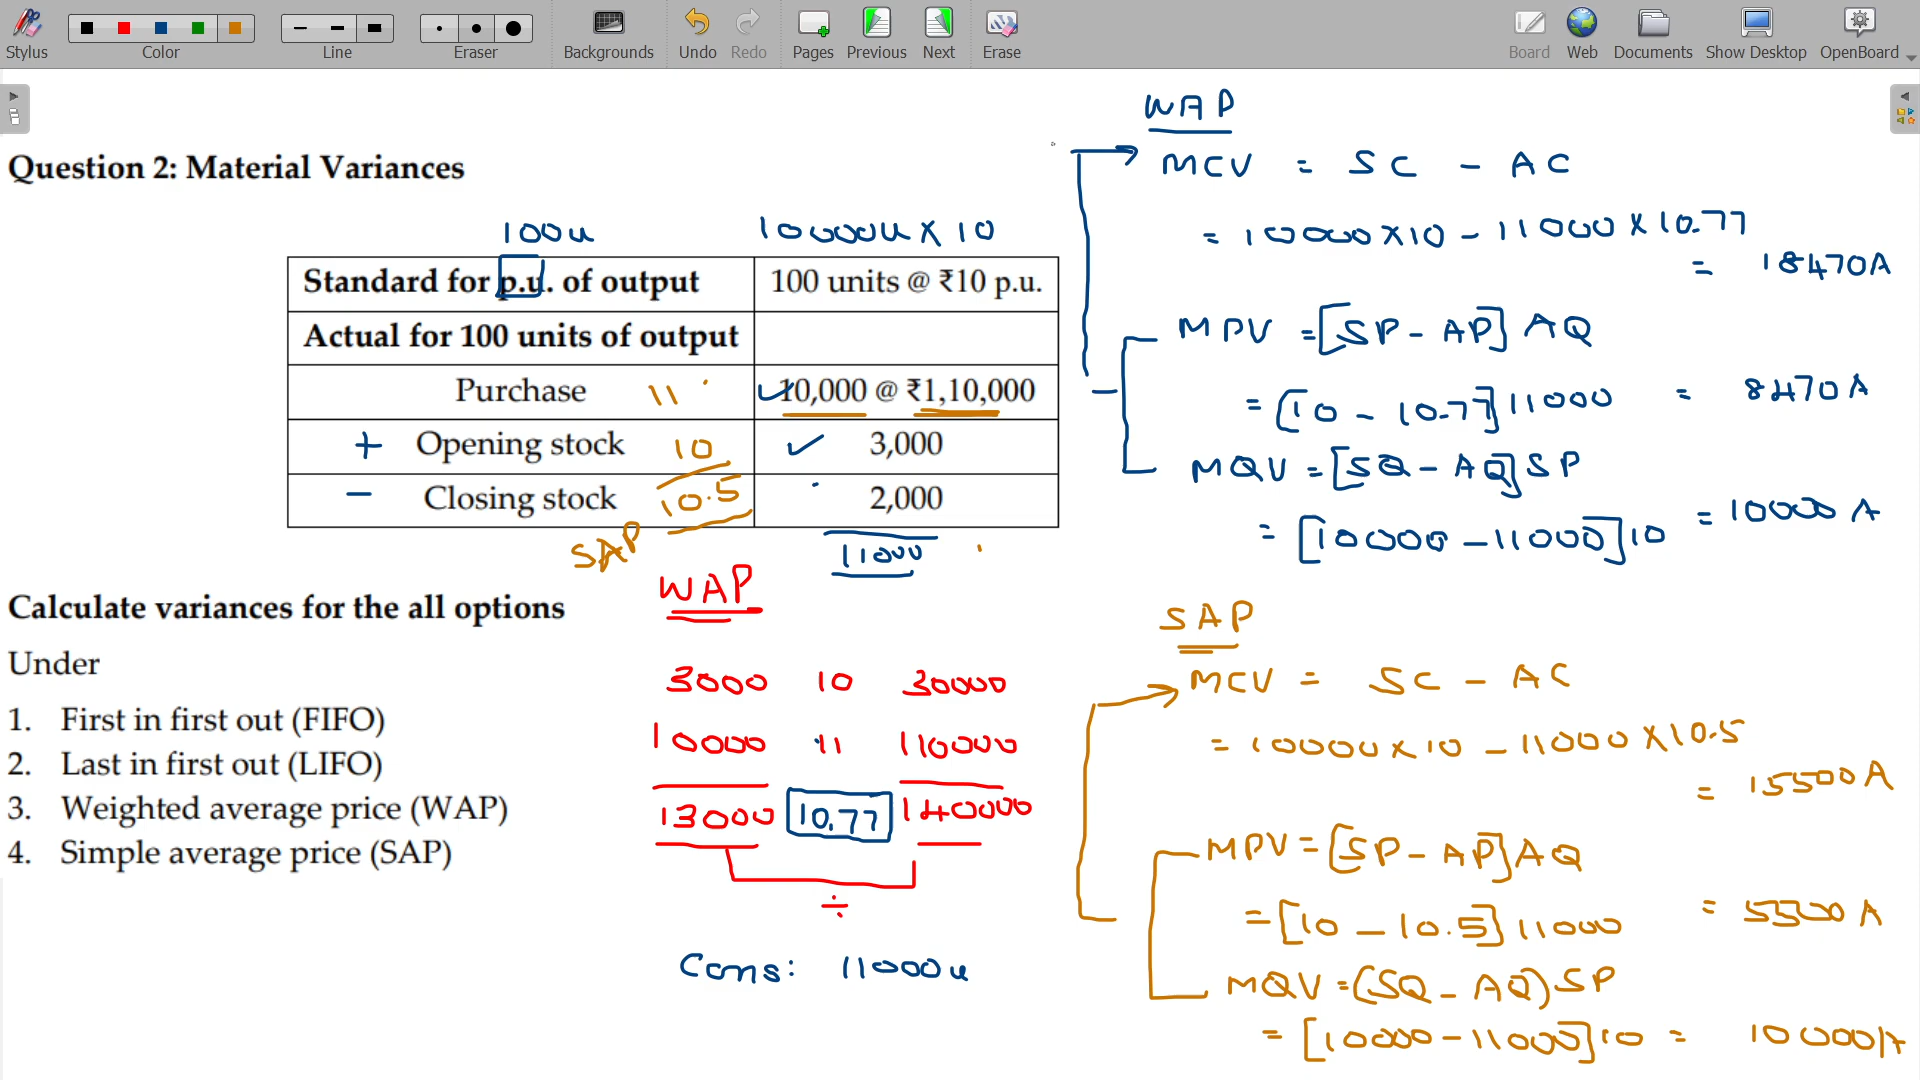 Stylus Color Line Eraser Backgrounds Undo Redo Pages Previous Next Erase Board Web Documents Show Desktop OpenBoard
Question 2: Material Variances
100u 10000u × 10
Standard for p.u. of output 100 units @ ₹10 p.u.
Actual for 100 units of output
Purchase 11 10,000 @ ₹1,10,000
+ Opening stock 10 3,000
− Closing stock 10.5 2,000
SAP 11000
Calculate variances for the all options
Under
1. First in first out (FIFO)
2. Last in first out (LIFO)
3. Weighted average price (WAP)
4. Simple average price (SAP)
WAP
3000 10 30000
10000 11 110000
13000 10.77 140000
÷
Cons: 11000u
WAP
MCV = SC - AC
= 10000×10 - 11000×10.77
= 18470A
MPV = [SP - AP] AQ
= [10 - 10.77] 11000 = 8470A
MQV = [SQ - AQ] SP
= [10000 - 11000] 10 = 10000 A
SAP
MCV = SC - AC
= 10000×10 - 11000×10.5
= 15500A
MPV = [SP - AP] AQ
= [10 - 10.5] 11000 = 5500A
MQV = (SQ - AQ) SP
= [10000 - 11000] 10 = 10000A